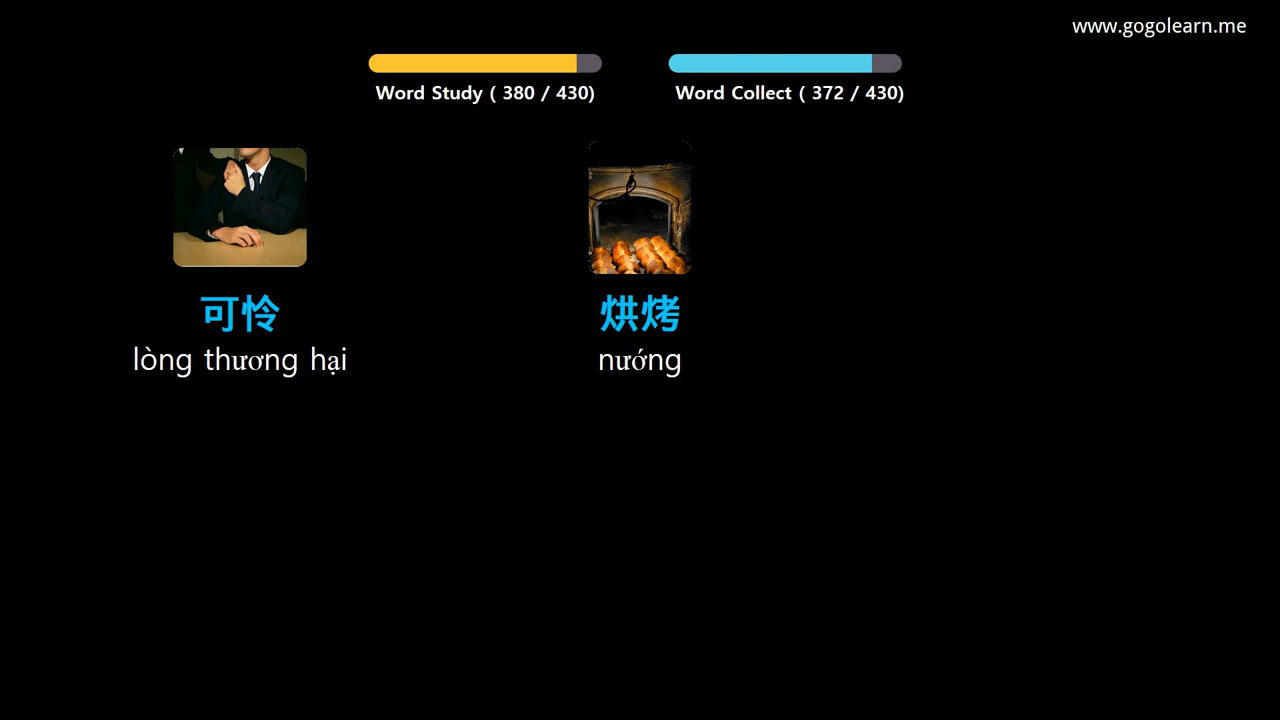 www.gogolearn.me
Word Study ( 380 / 430)
Word Collect ( 372 / 430)
可怜
lòng thương hại
烘烤
nướng